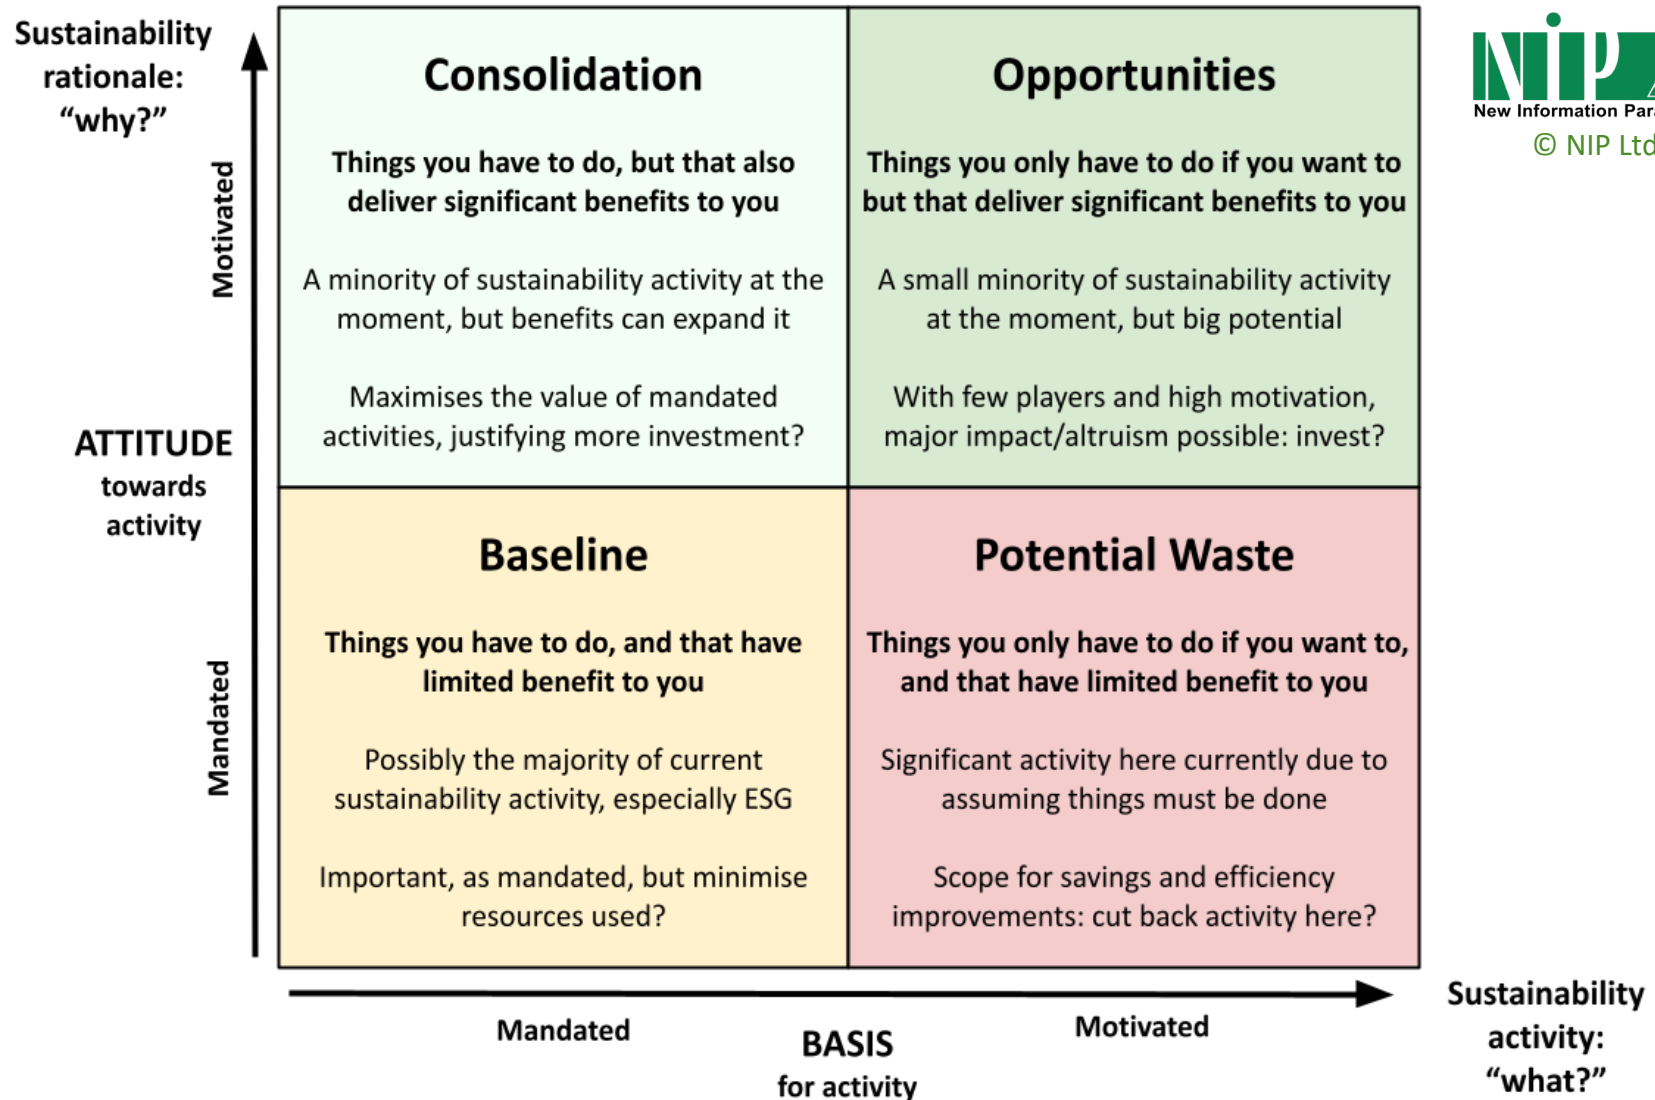 Sustainability
rationale:
“why?”
Motivated
ATTITUDE
towards
activity
Mandated
Consolidation
Things you have to do, but that also
deliver significant benefits to you
A minority of sustainability activity at the
moment, but benefits can expand it
Maximises the value of mandated
activities, justifying more investment?
Opportunities
Things you only have to do if you want to
but that deliver significant benefits to you
A small minority of sustainability activity
at the moment, but big potential
With few players and high motivation,
major impact/altruism possible: invest?
Baseline
Things you have to do, and that have
limited benefit to you
Possibly the majority of current
sustainability activity, especially ESG
Important, as mandated, but minimise
resources used?
Potential Waste
Things you only have to do if you want to,
and that have limited benefit to you
Significant activity here currently due to
assuming things must be done
Scope for savings and efficiency
improvements: cut back activity here?
Mandated
BASIS
for activity
Motivated
Sustainability
activity:
“what?”
NiP
New Information
© NIP Ltd